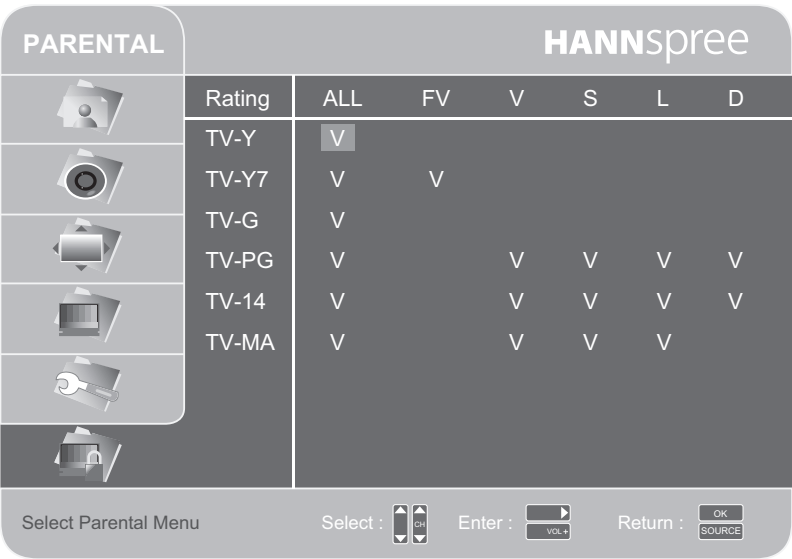 PARENTAL
HANNspree
Rating ALL FV V S L D
TV-Y V
TV-Y7 V V
TV-G V
TV-PG V V V V V
TV-14 V V V V V
TV-MA V V V V
Select Parental Menu Select : CH Enter : VOL+ Return : OK SOURCE